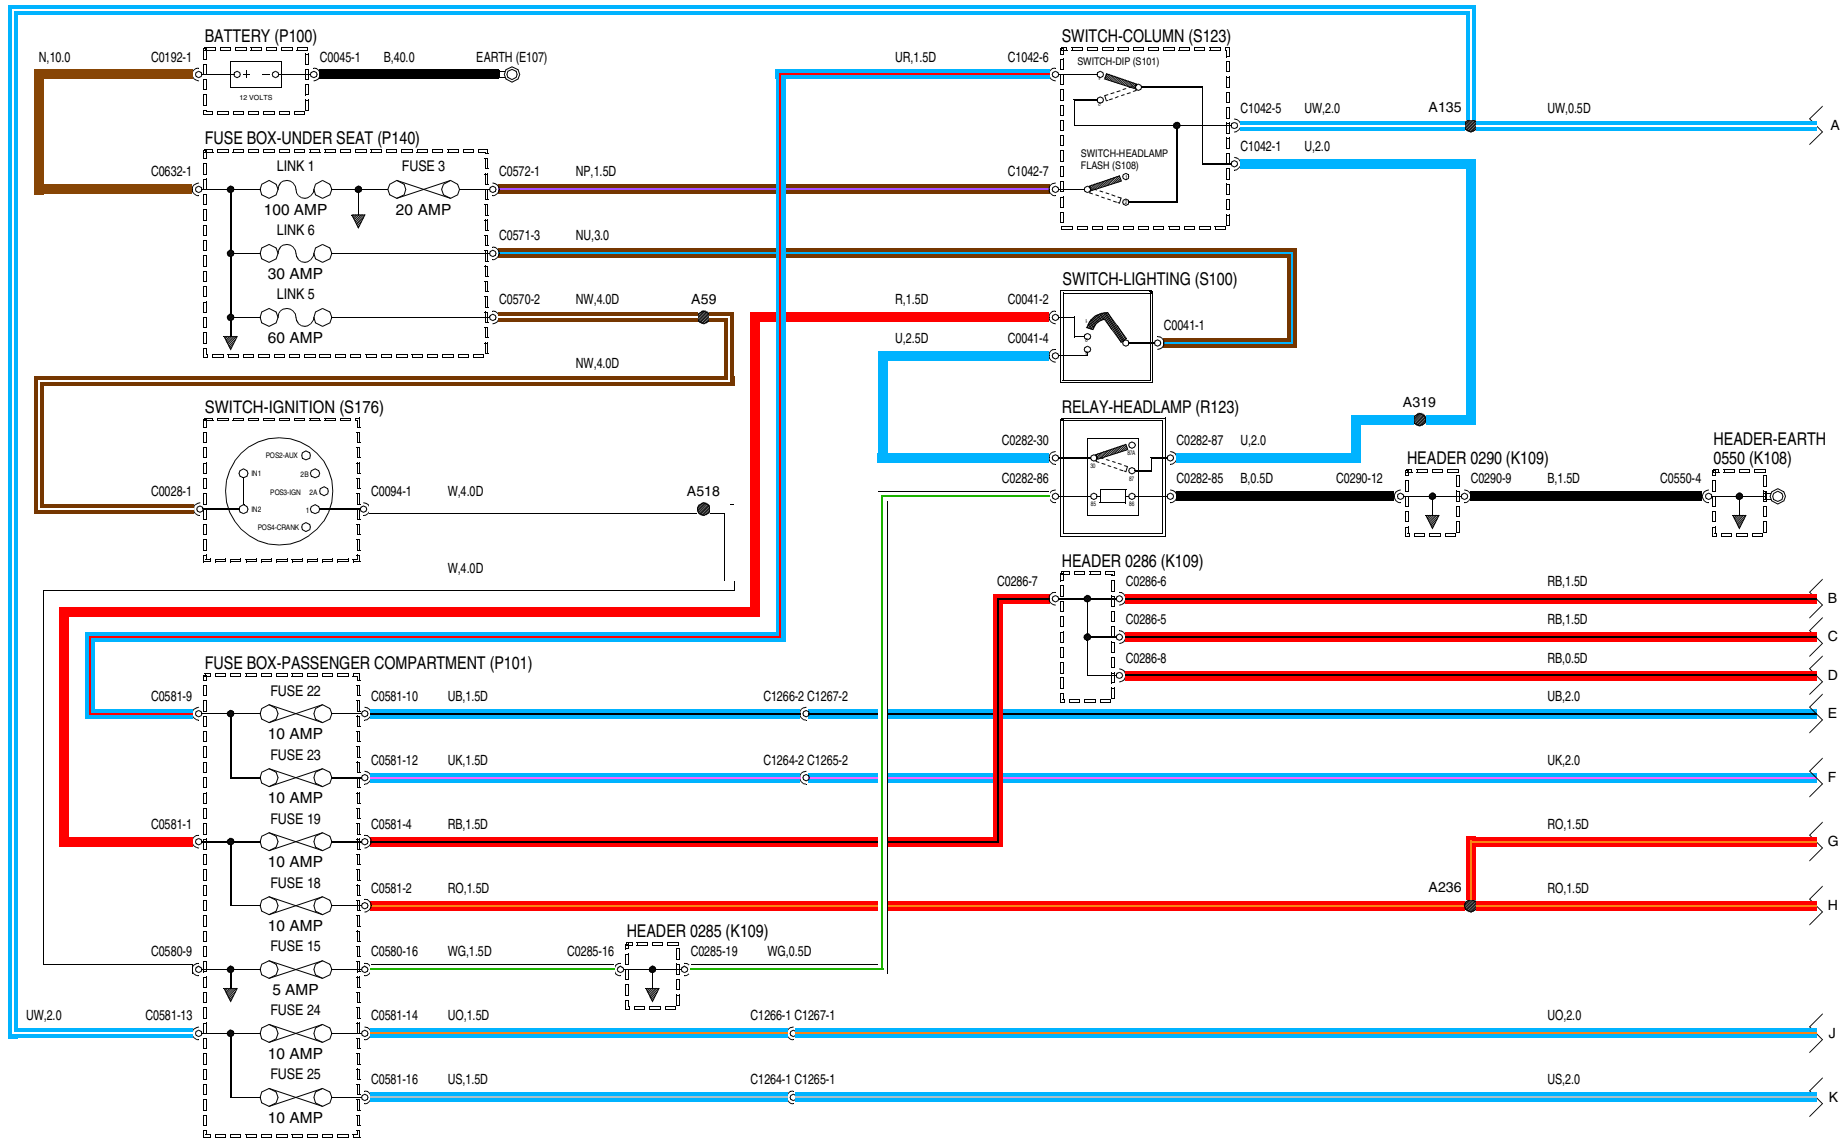 BATTERY (P100)
N,10.0
C0192-1
C0045-1
B,40.0
EARTH (E107)
+ −
12 VOLTS
FUSE BOX-UNDER SEAT (P140)
C0632-1
LINK 1
100 AMP
FUSE 3
20 AMP
C0572-1
NP,1.5D
LINK 6
30 AMP
C0571-3
NU,3.0
LINK 5
60 AMP
C0570-2
NW,4.0D
A59
NW,4.0D
SWITCH-IGNITION (S176)
C0028-1
POS2-AUX
IN1
2B
POS3-IGN
2A
IN2
1
POS4-CRANK
C0094-1
W,4.0D
A518
W,4.0D
SWITCH-COLUMN (S123)
UR,1.5D
C1042-6
SWITCH-DIP (S101)
C1042-5
UW,2.0
A135
UW,0.5D
A
C1042-1
U,2.0
C1042-7
SWITCH-HEADLAMP
FLASH (S108)
SWITCH-LIGHTING (S100)
R,1.5D
C0041-2
U,2.5D
C0041-4
C0041-1
RELAY-HEADLAMP (R123)
C0282-30
C0282-86
87A
30
87
85
86
C0282-87
U,2.0
A319
C0282-85
B,0.5D
HEADER 0290 (K109)
C0290-12
C0290-9
B,1.5D
HEADER-EARTH
0550 (K108)
C0550-4
HEADER 0286 (K109)
C0286-7
C0286-6
RB,1.5D
B
C0286-5
RB,1.5D
C
C0286-8
RB,0.5D
D
FUSE BOX-PASSENGER COMPARTMENT (P101)
C0581-9
FUSE 22
10 AMP
C0581-10
UB,1.5D
C1266-2 C1267-2
UB,2.0
E
FUSE 23
10 AMP
C0581-12
UK,1.5D
C1264-2 C1265-2
UK,2.0
F
C0581-1
FUSE 19
10 AMP
C0581-4
RB,1.5D
RO,1.5D
G
FUSE 18
10 AMP
C0581-2
RO,1.5D
A236
RO,1.5D
H
C0580-9
FUSE 15
5 AMP
C0580-16
WG,1.5D
C0285-16
HEADER 0285 (K109)
C0285-19
WG,0.5D
UW,2.0
C0581-13
FUSE 24
10 AMP
C0581-14
UO,1.5D
C1266-1 C1267-1
UO,2.0
J
FUSE 25
10 AMP
C0581-16
US,1.5D
C1264-1 C1265-1
US,2.0
K